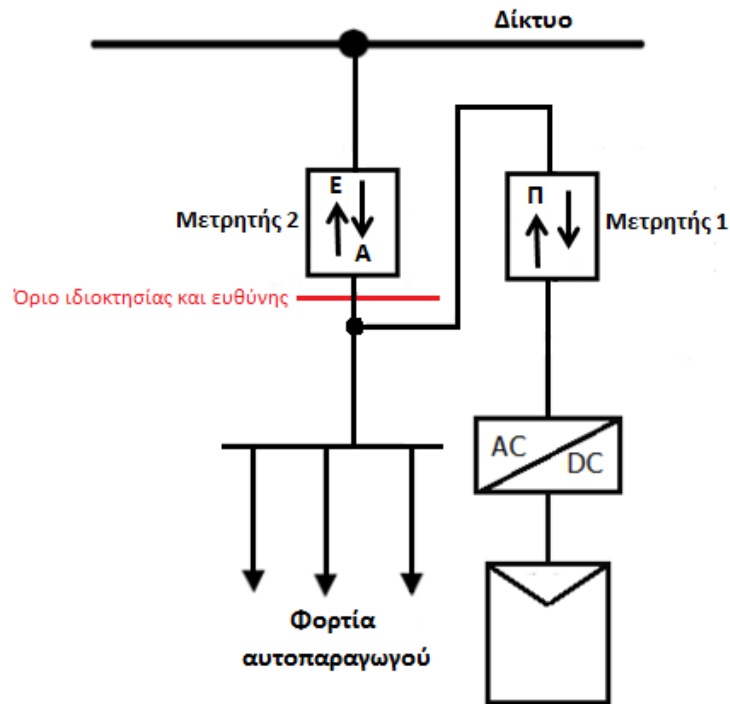 Δίκτυο
Ε
Α
Μετρητής 2
Π
Μετρητής 1
Όριο ιδιοκτησίας και ευθύνης
AC
DC
Φορτία
αυτοπαραγωγού